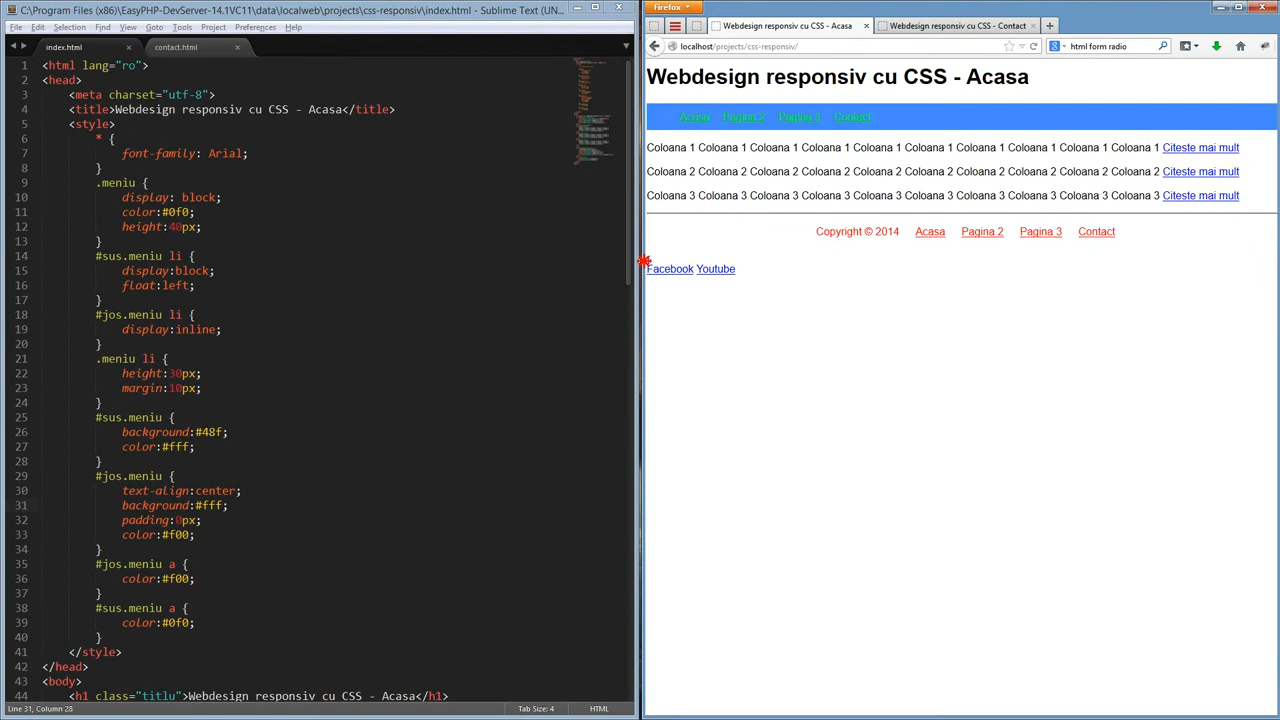 C:\Program Files (x86)\EasyPHP-DevServer-14.1VC11\data\localweb\projects\css-responsiv\index.html - Sublime Text (UN...
File Edit Selection Find View Goto Tools Project Preferences Help
index.html × contact.html ×
1 <html lang="ro">
2 <head>
3 <meta charset="utf-8">
4 <title>Webdesign responsiv cu CSS - Acasa</title>
5 <style>
6 * {
7 font-family: Arial;
8 }
9 .meniu {
10 display: block;
11 color:#0f0;
12 height:40px;
13 }
14 #sus.meniu li {
15 display:block;
16 float:left;
17 }
18 #jos.meniu li {
19 display:inline;
20 }
21 .meniu li {
22 height:30px;
23 margin:10px;
24 }
25 #sus.meniu {
26 background:#48f;
27 color:#fff;
28 }
29 #jos.meniu {
30 text-align:center;
31 background:#fff;
32 padding:0px;
33 color:#f00;
34 }
35 #jos.meniu a {
36 color:#f00;
37 }
38 #sus.meniu a {
39 color:#0f0;
40 }
41 </style>
42 </head>
43 <body>
44 <h1 class="titlu">Webdesign responsiv cu CSS - Acasa</h1>
Line 31, Column 28 Tab Size: 4 HTML
Firefox
Webdesign responsiv cu CSS - Acasa × Webdesign responsiv cu CSS - Contact ×
localhost/projects/css-responsiv/ html form radio
Webdesign responsiv cu CSS - Acasa
Acasa Pagina 2 Pagina 3 Contact
Coloana 1 Coloana 1 Coloana 1 Coloana 1 Coloana 1 Coloana 1 Coloana 1 Coloana 1 Coloana 1 Coloana 1 Citeste mai mult
Coloana 2 Coloana 2 Coloana 2 Coloana 2 Coloana 2 Coloana 2 Coloana 2 Coloana 2 Coloana 2 Coloana 2 Citeste mai mult
Coloana 3 Coloana 3 Coloana 3 Coloana 3 Coloana 3 Coloana 3 Coloana 3 Coloana 3 Coloana 3 Coloana 3 Citeste mai mult
Copyright © 2014 Acasa Pagina 2 Pagina 3 Contact
Facebook Youtube